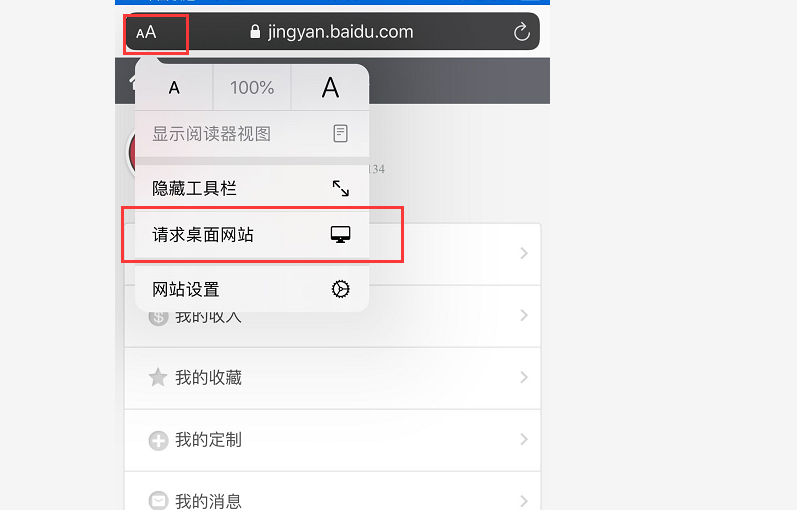 AA
jingyan.baidu.com
A 100% A
显示阅读器视图
134
隐藏工具栏
请求桌面网站
网站设置
我的收入
我的收藏
我的定制
我的消息